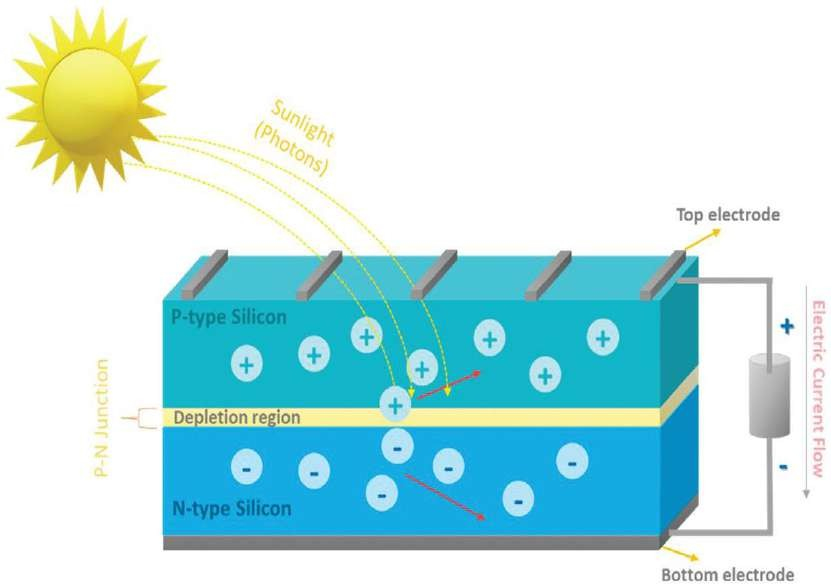 Sunlight
(Photons)
Top electrode
P-type Silicon
+
Electric Current Flow
+ + + + + + +
+
P-N Junction
Depletion region
- - - - - - -
-
N-type Silicon
Bottom electrode